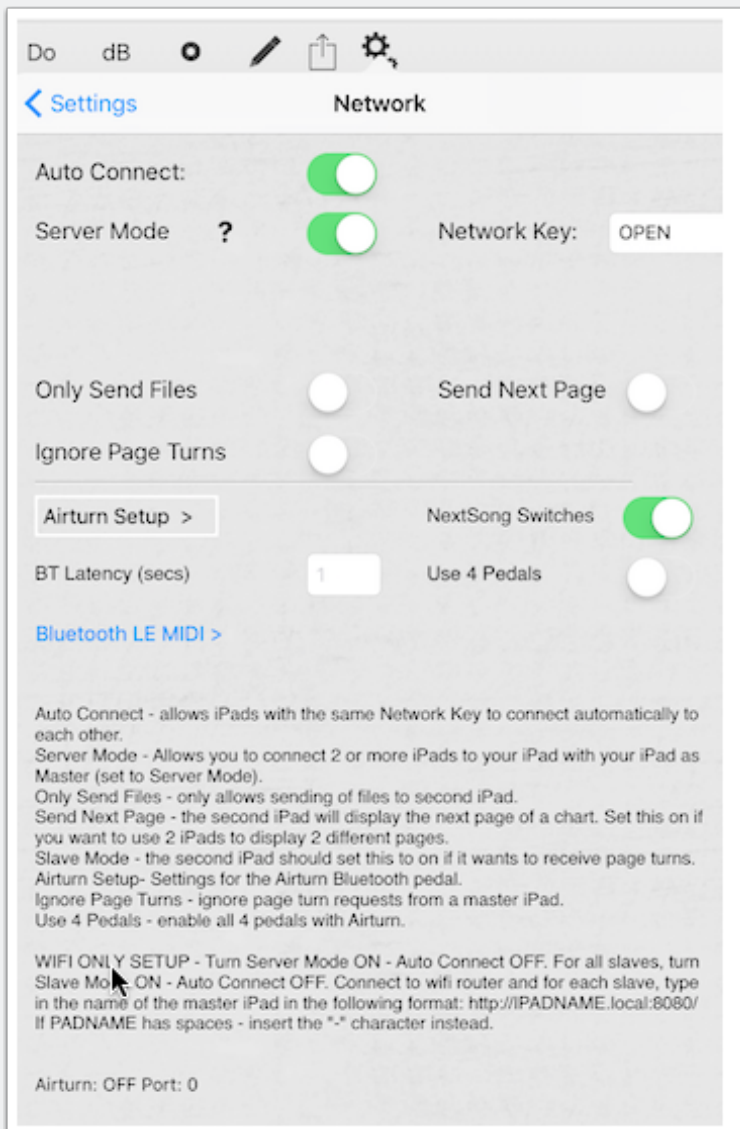 Do dB
Settings Network
Auto Connect:
Server Mode ? Network Key: OPEN
Only Send Files Send Next Page
Ignore Page Turns
Airturn Setup > NextSong Switches
BT Latency (secs) 1 Use 4 Pedals
Bluetooth LE MIDI >
Auto Connect - allows iPads with the same Network Key to connect automatically to
each other.
Server Mode - Allows you to connect 2 or more iPads to your iPad with your iPad as
Master (set to Server Mode).
Only Send Files - only allows sending of files to second iPad.
Send Next Page - the second iPad will display the next page of a chart. Set this on if
you want to use 2 iPads to display 2 different pages.
Slave Mode - the second iPad should set this to on if it wants to receive page turns.
Airturn Setup- Settings for the Airturn Bluetooth pedal.
Ignore Page Turns - ignore page turn requests from a master iPad.
Use 4 Pedals - enable all 4 pedals with Airturn.
WIFI ONLY SETUP - Turn Server Mode ON - Auto Connect OFF. For all slaves, turn
Slave Mode ON - Auto Connect OFF. Connect to wifi router and for each slave, type
in the name of the master iPad in the following format: http://IPADNAME.local:8080/
If PADNAME has spaces - insert the "-" character instead.
Airturn: OFF Port: 0